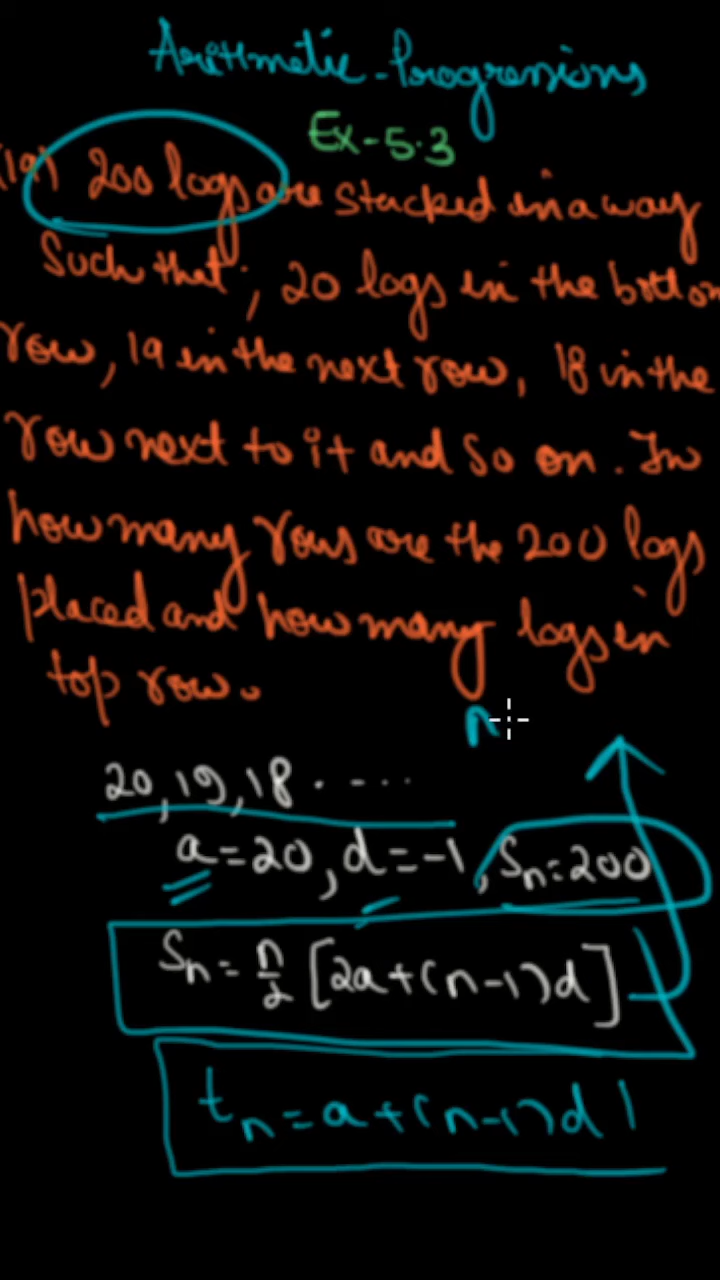 Arithmetic-Progressions
Ex-5.3
(19) 200 logs are stacked in a way
Such that; 20 logs in the bottom
row, 19 in the next row, 18 in the
row next to it and so on. In
how many rows are the 200 logs
placed and how many logs in
top row.
n
20, 19, 18 . - ...
a=20, d=-1, Sn=200
Sn = n/2 [2a+(n-1)d]
tn = a+(n-1)d